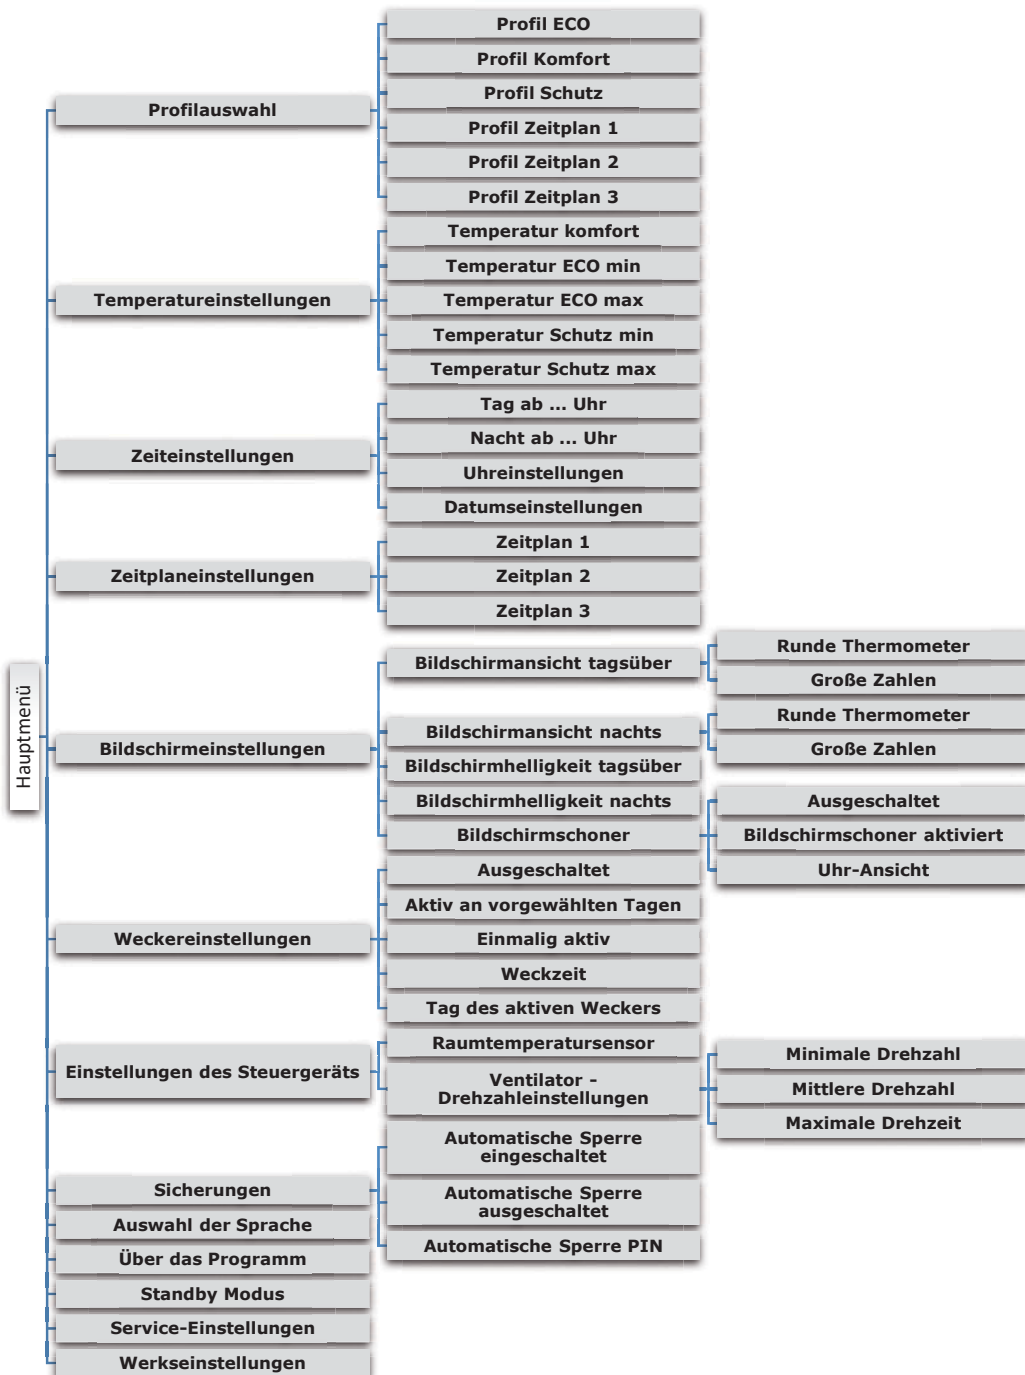 Hauptmenü
Profilauswahl
Profil ECO
Profil Komfort
Profil Schutz
Profil Zeitplan 1
Profil Zeitplan 2
Profil Zeitplan 3
Temperatureinstellungen
Temperatur komfort
Temperatur ECO min
Temperatur ECO max
Temperatur Schutz min
Temperatur Schutz max
Zeiteinstellungen
Tag ab ... Uhr
Nacht ab ... Uhr
Uhreinstellungen
Datumseinstellungen
Zeitplaneinstellungen
Zeitplan 1
Zeitplan 2
Zeitplan 3
Bildschirmeinstellungen
Bildschirmansicht tagsüber
Runde Thermometer
Große Zahlen
Bildschirmansicht nachts
Runde Thermometer
Große Zahlen
Bildschirmhelligkeit tagsüber
Bildschirmhelligkeit nachts
Bildschirmschoner
Ausgeschaltet
Bildschirmschoner aktiviert
Uhr-Ansicht
Weckereinstellungen
Ausgeschaltet
Aktiv an vorgewählten Tagen
Einmalig aktiv
Weckzeit
Tag des aktiven Weckers
Einstellungen des Steuergeräts
Raumtemperatursensor
Ventilator -
Drehzahleinstellungen
Minimale Drehzahl
Mittlere Drehzahl
Maximale Drehzeit
Sicherungen
Automatische Sperre
eingeschaltet
Automatische Sperre
ausgeschaltet
Automatische Sperre PIN
Auswahl der Sprache
Über das Programm
Standby Modus
Service-Einstellungen
Werkseinstellungen